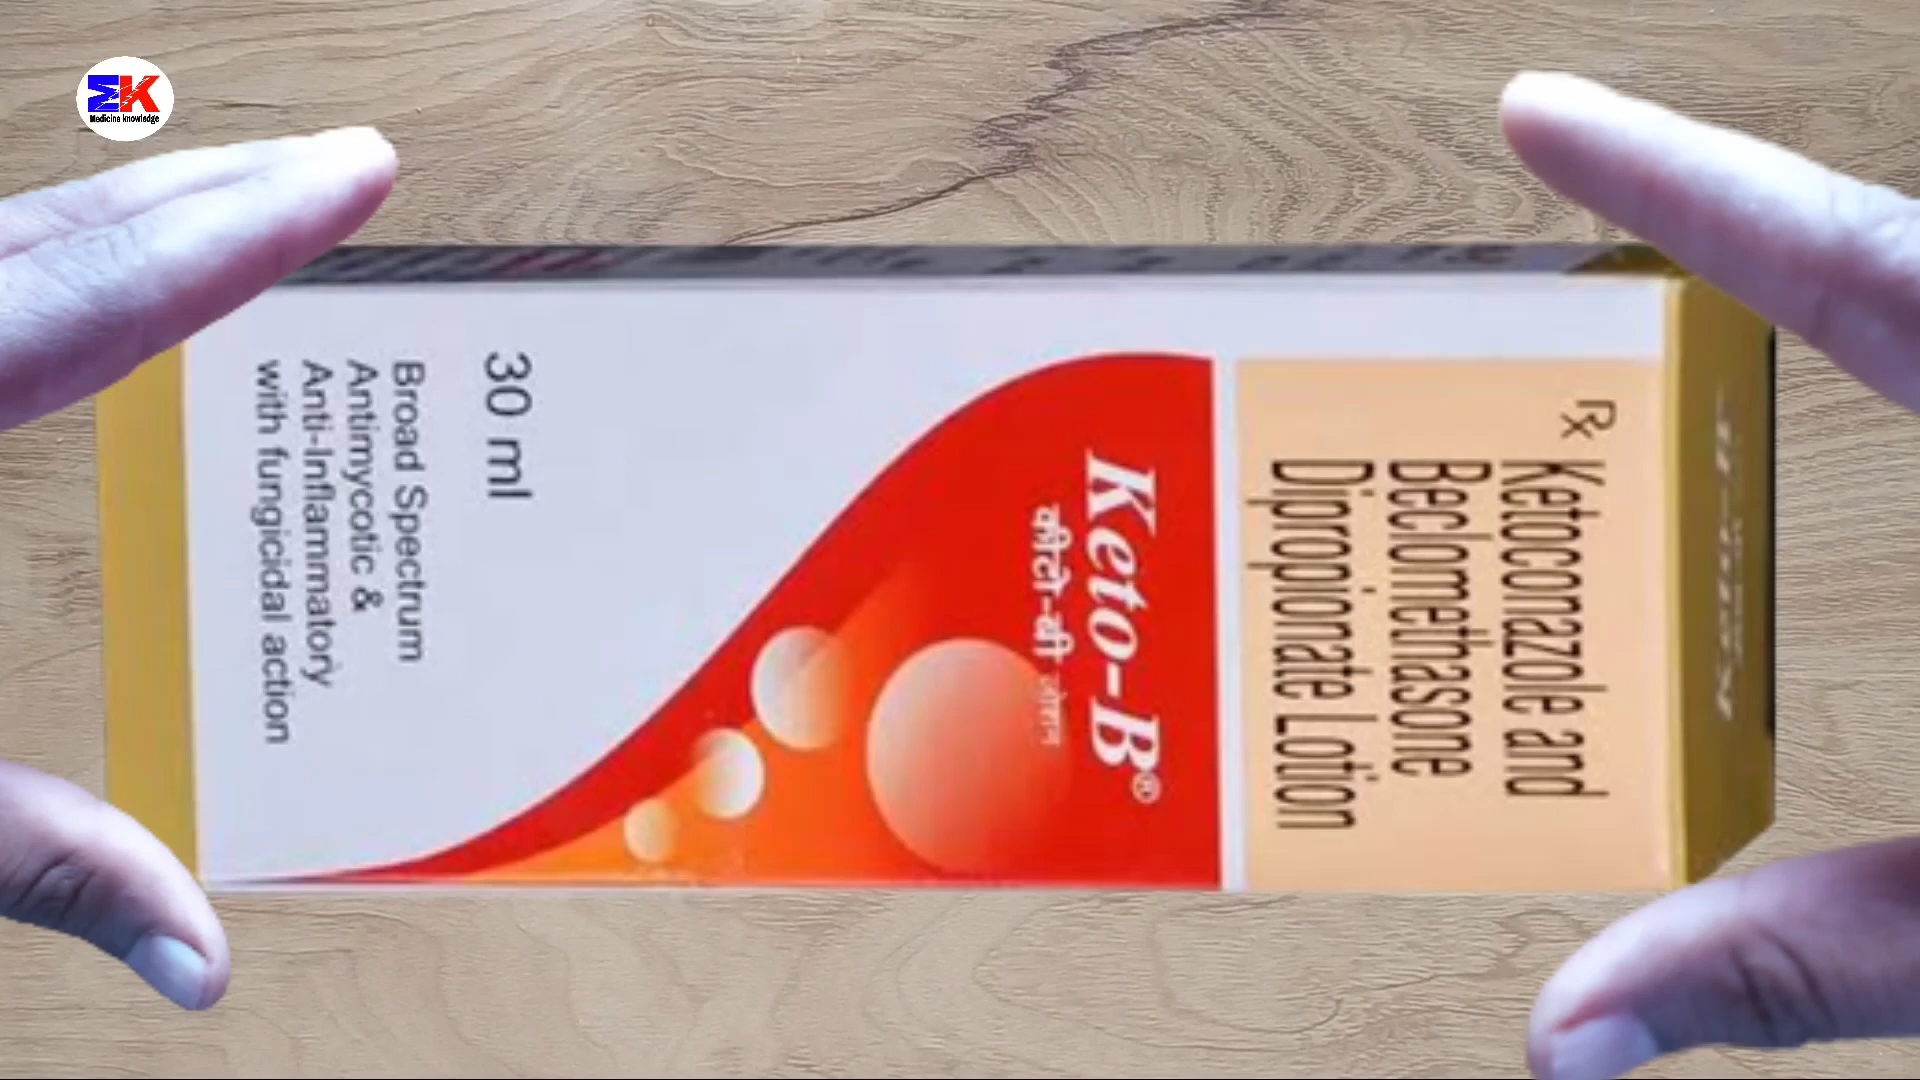 Medicine knowledge
Rx Ketoconazole and
Beclomethasone
Dipropionate Lotion
Keto-B®
कीटो-बी लोशन
30 ml
Broad Spectrum
Antimycotic &
Anti-Inflammatory
with fungicidal action
Keto-B